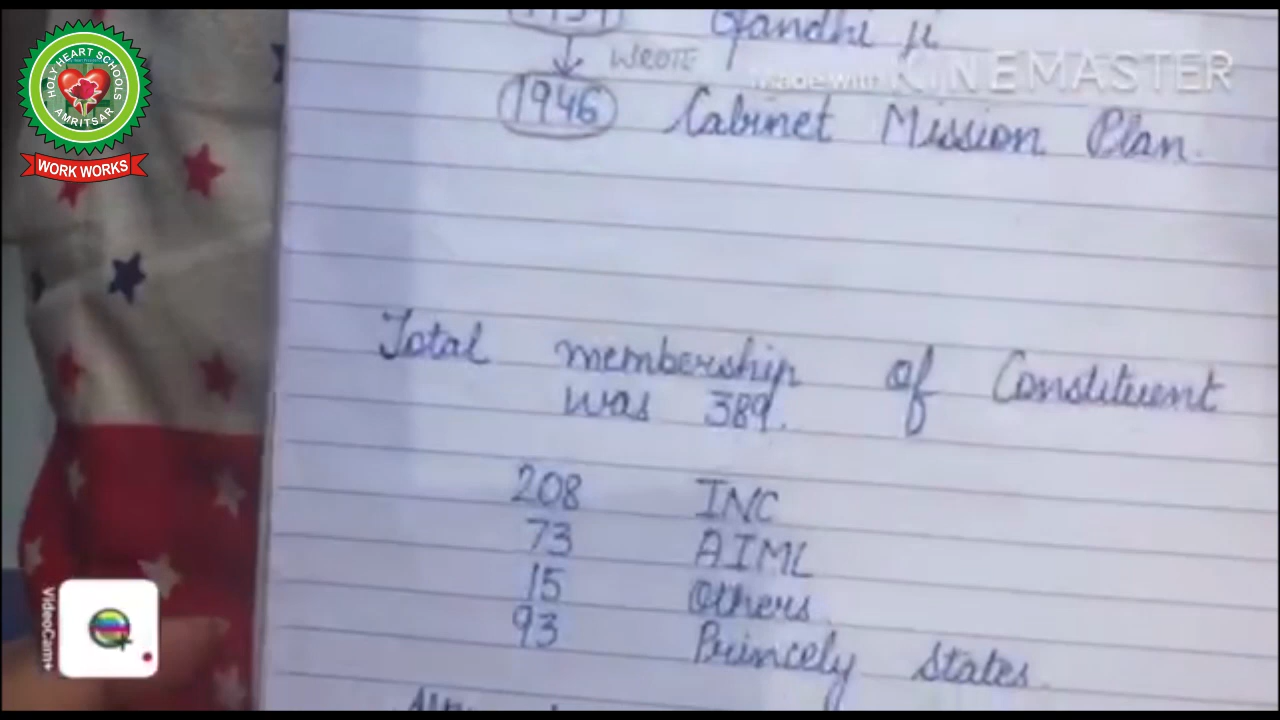 HOLY HEART SCHOOLS
AMRITSAR
WORK WORKS
Gandhi ji
WROTE
Made with KINEMASTER
1946 Cabinet Mission Plan.
Total membership of Constituent
was 389.
208 INC
73 AIML
15 Others
93 Princely States.
VideoCam+